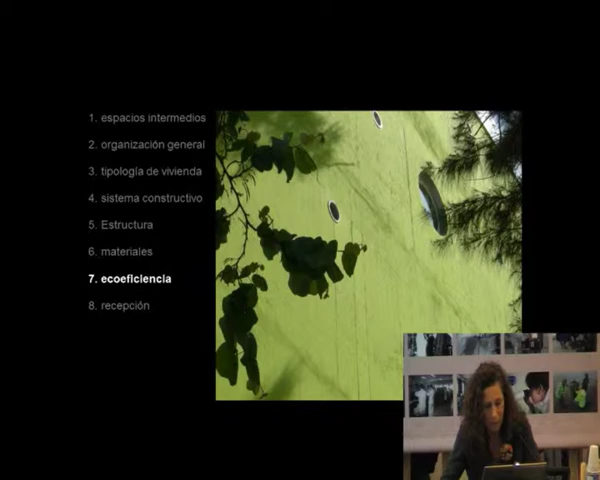 1. espacios intermedios
2. organización general
3. tipología de vivienda
4. sistema constructivo
5. Estructura
6. materiales
7. ecoeficiencia
8. recepción